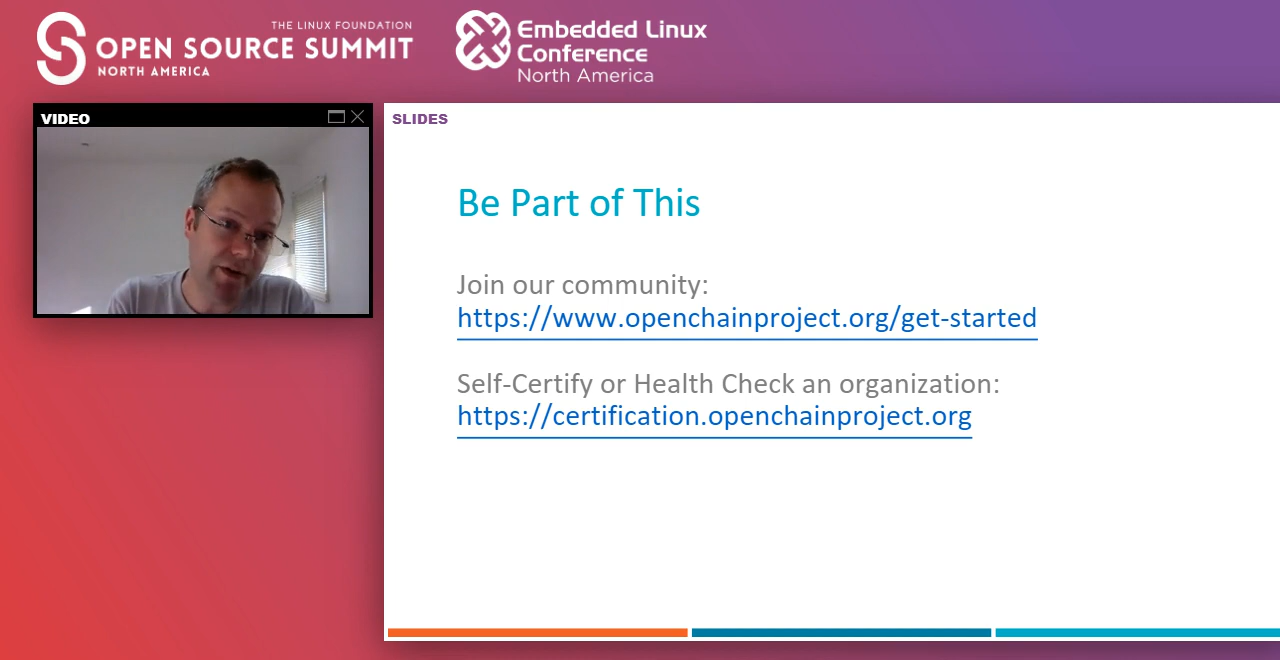 THE LINUX FOUNDATION
OPEN SOURCE SUMMIT
NORTH AMERICA
Embedded Linux
Conference
North America
VIDEO
SLIDES
Be Part of This
Join our community:
https://www.openchainproject.org/get-started
Self-Certify or Health Check an organization:
https://certification.openchainproject.org